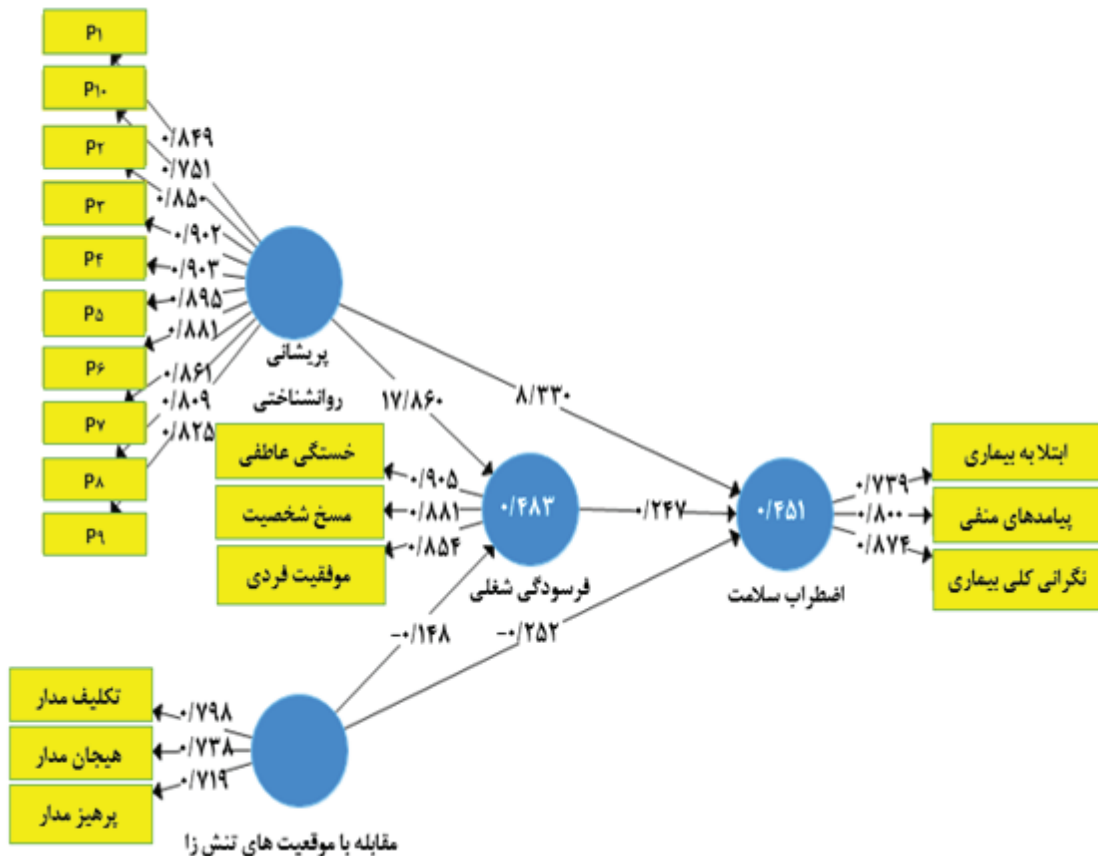 P۱
P۱۰
P۲
P۳
P۴
P۵
P۶
P۷
P۸
P۹
۰/۸۴۹
۰/۷۵۱
۰/۸۵۰
۰/۹۰۲
۰/۹۰۳
۰/۸۹۵
۰/۸۸۱
۰/۸۶۱
۰/۸۰۹
۰/۸۲۵
پریشانی
روانشناختی
۱۷/۸۶۰
۸/۳۳۰
خستگی عاطفی
مسخ شخصیت
موفقیت فردی
۰/۹۰۵
۰/۸۸۱
۰/۸۵۴
۰/۴۸۳
فرسودگی شغلی
۰/۲۴۷
۰/۴۵۱
اضطراب سلامت
۰/۷۳۹
۰/۸۰۰
۰/۸۷۴
ابتلا به بیماری
پیامدهای منفی
نگرانی کلی بیماری
-۰/۱۴۸
-۰/۲۵۲
تکلیف مدار
هیجان مدار
پرهیز مدار
۰/۷۹۸
۰/۷۳۸
۰/۷۱۹
مقابله با موقعیت های تنش زا